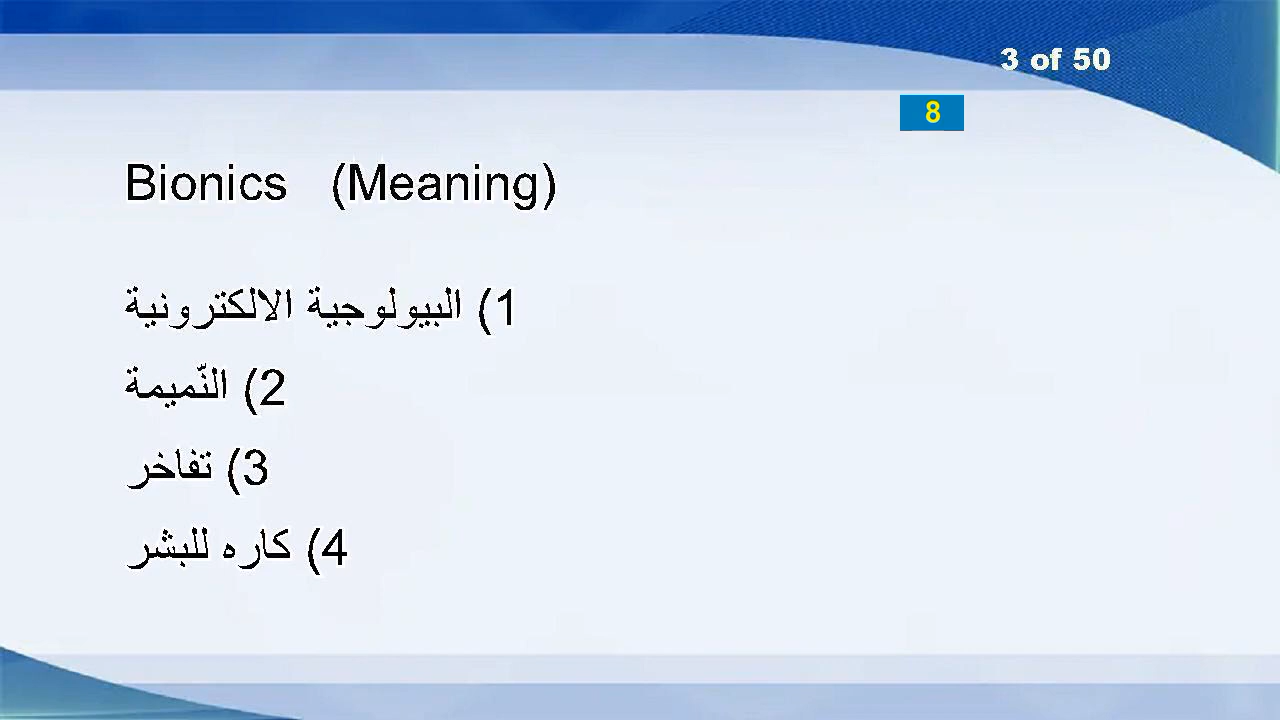 3 of 50
8
Bionics (Meaning)
1) البيولوجية الالكترونية
2) النّميمة
3) تفاخر
4) كاره للبشر